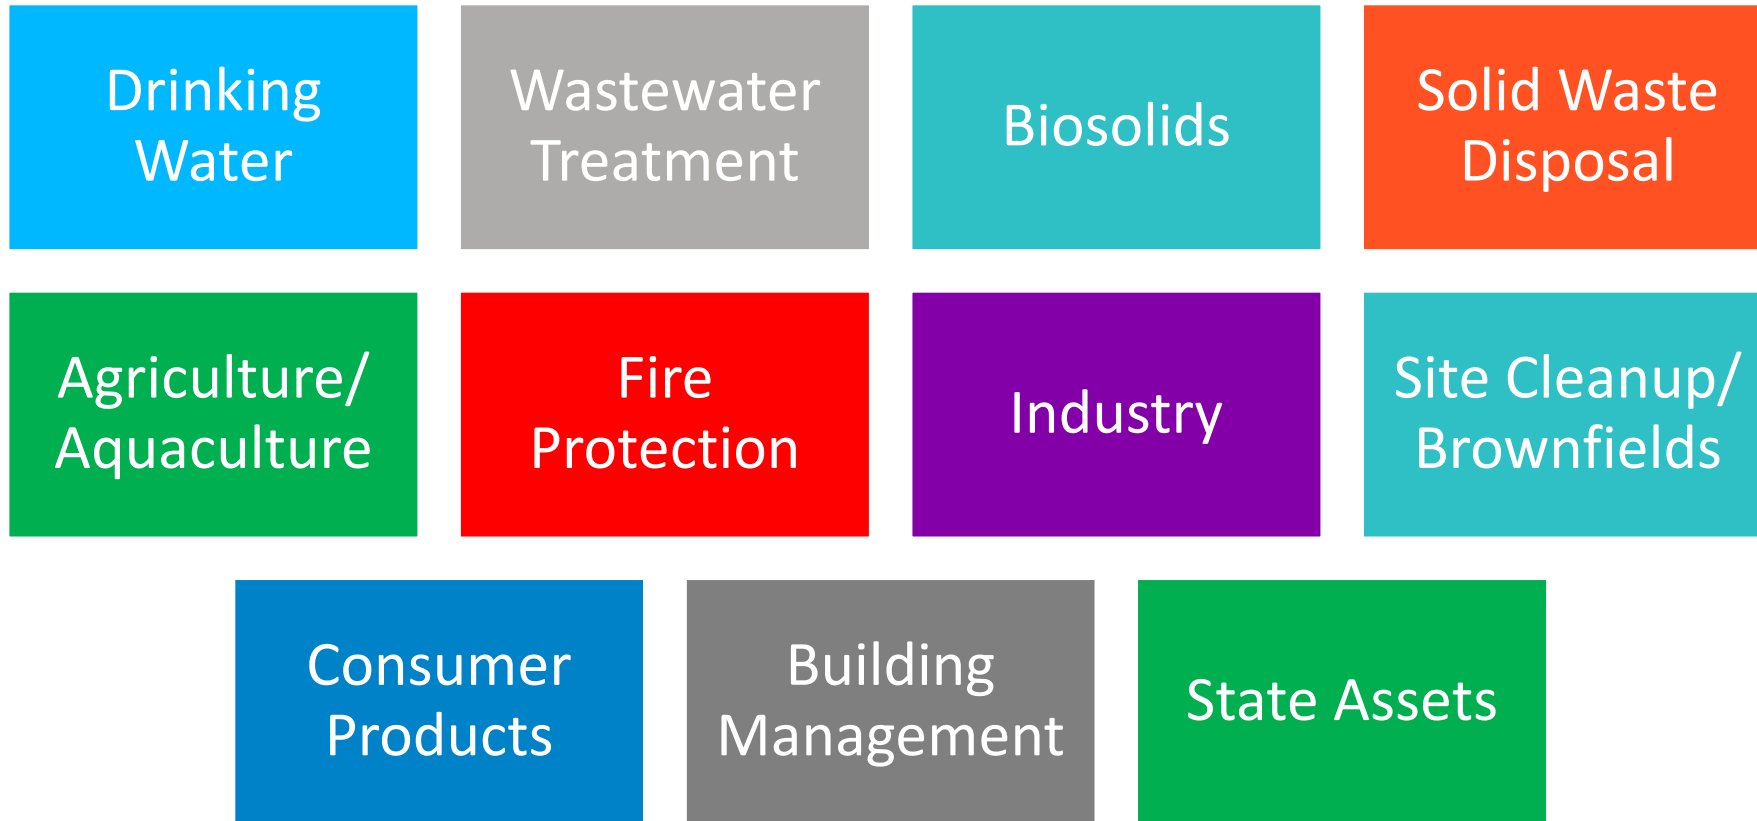 Drinking
Water
Wastewater
Treatment
Biosolids
Solid Waste
Disposal
Agriculture/
Aquaculture
Fire
Protection
Industry
Site Cleanup/
Brownfields
Consumer
Products
Building
Management
State Assets